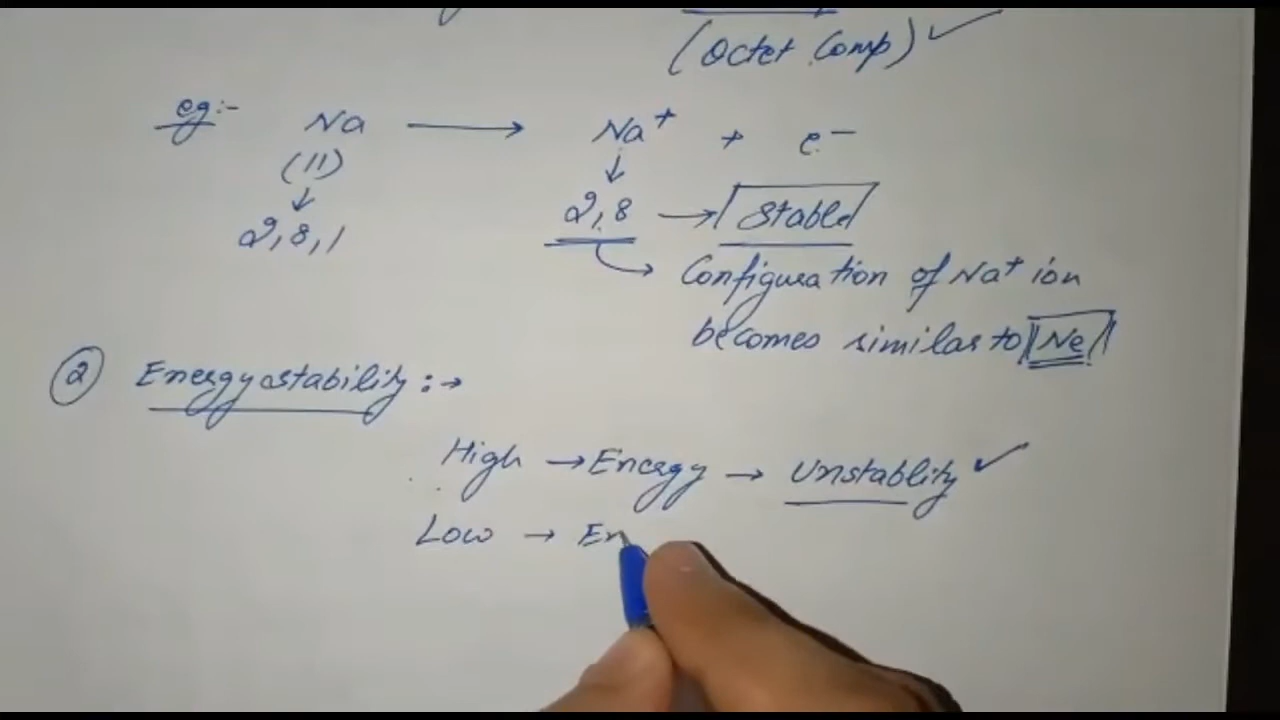 (Octet Comp) ✓
eg:- Na → Na⁺ + e⁻
(11) ↓
↓ 2,8 → Stable
2,8,1
Configuration of Na⁺ ion
becomes similar to Ne
② Energy stability :→
High → Energy → Unstablity ✓
Low → En